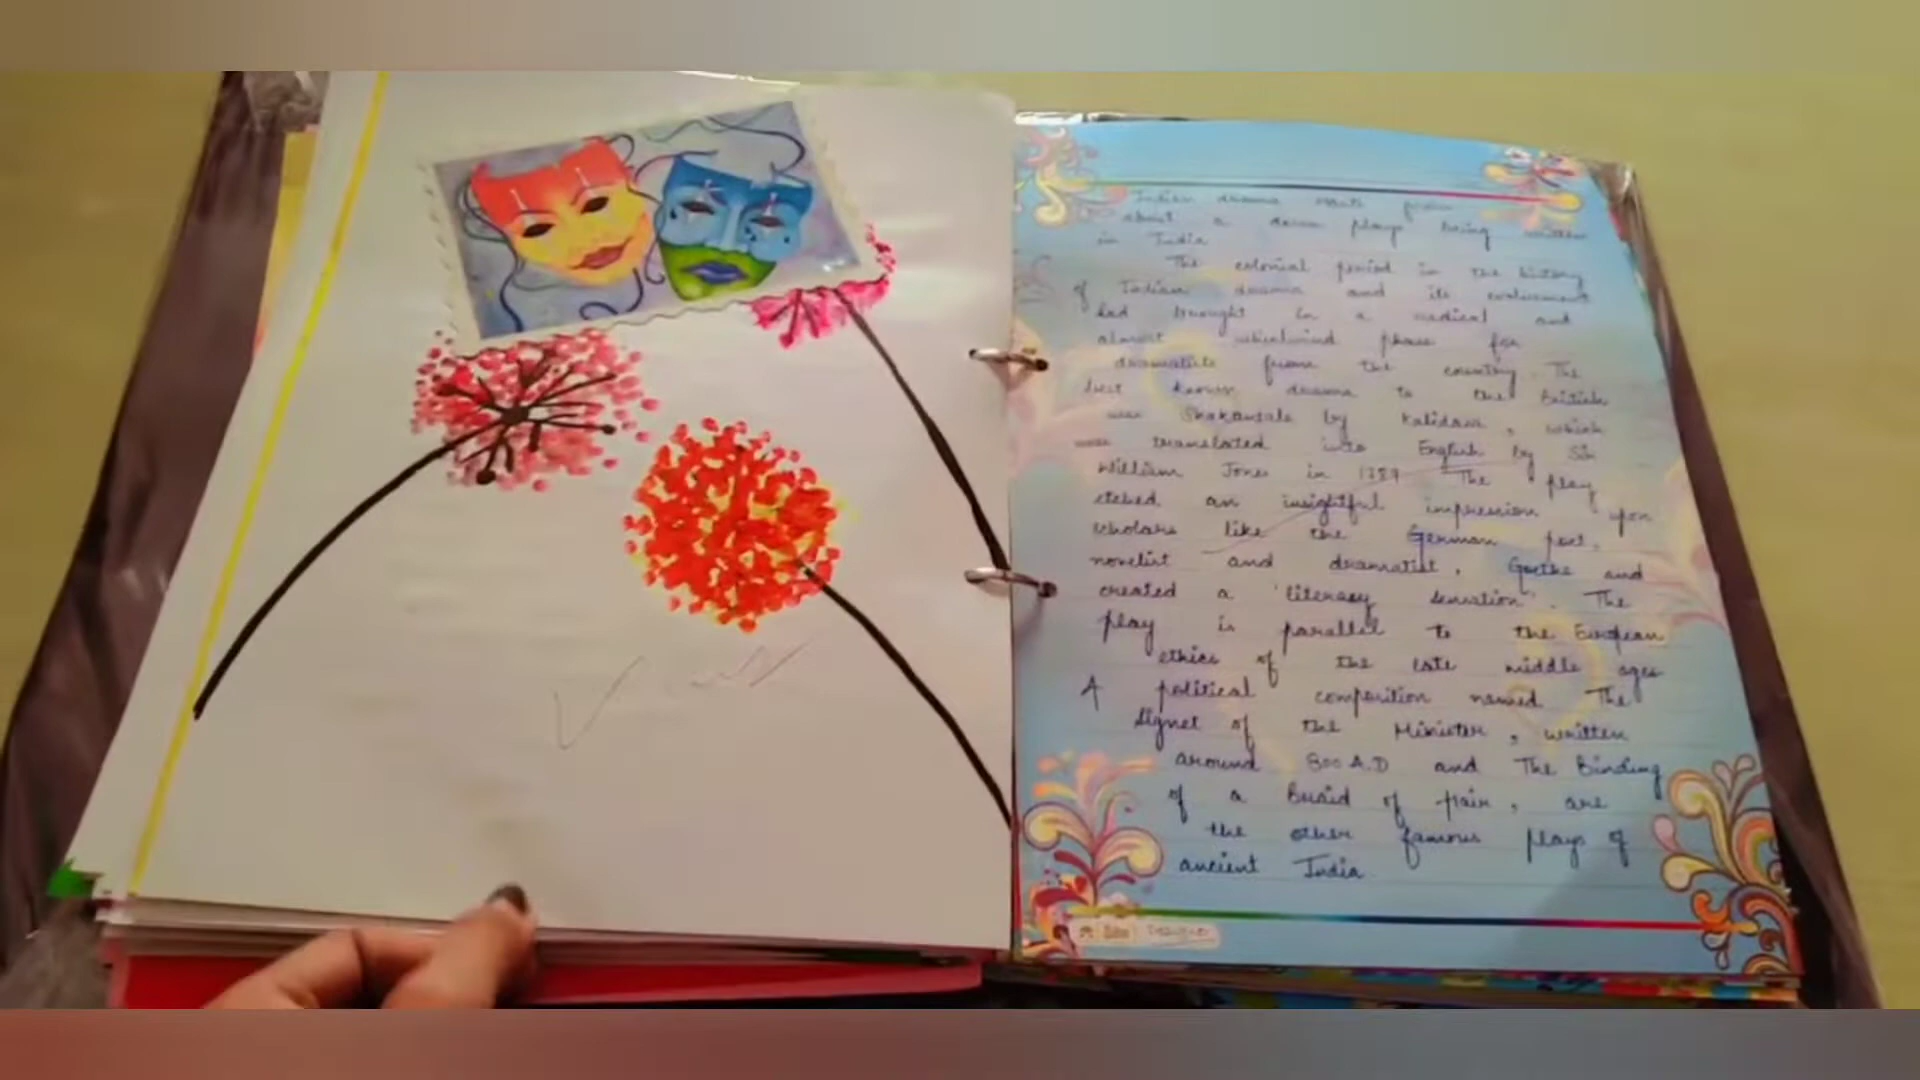 Indian drama
about a dozen plays being written
in India
The colonial period in the history
of Indian drama and its evolvement
had brought in a radical and
almost whirlwind phase for
dramatists from the country. The
best known drama to the British
was Shakuntala by Kalidasa, which
was translated into English by Sir
William Jones in 1789 The play
etched an insightful impression upon
scholars like the German poet,
novelist and dramatist, Goethe and
created a 'literary sensation'. The
play is parallel to the European
ethics of the late middle ages
A political composition named The
Signet of the Minister, written
around 800 A.D and The Binding
of a Braid of Hair, are
the other famous plays of
ancient India
Designer